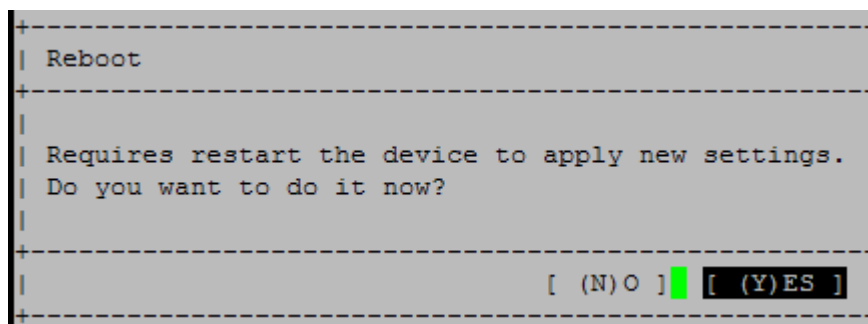 Reboot
Requires restart the device to apply new settings.
Do you want to do it now?
[ (N)O ] [ (Y)ES ]